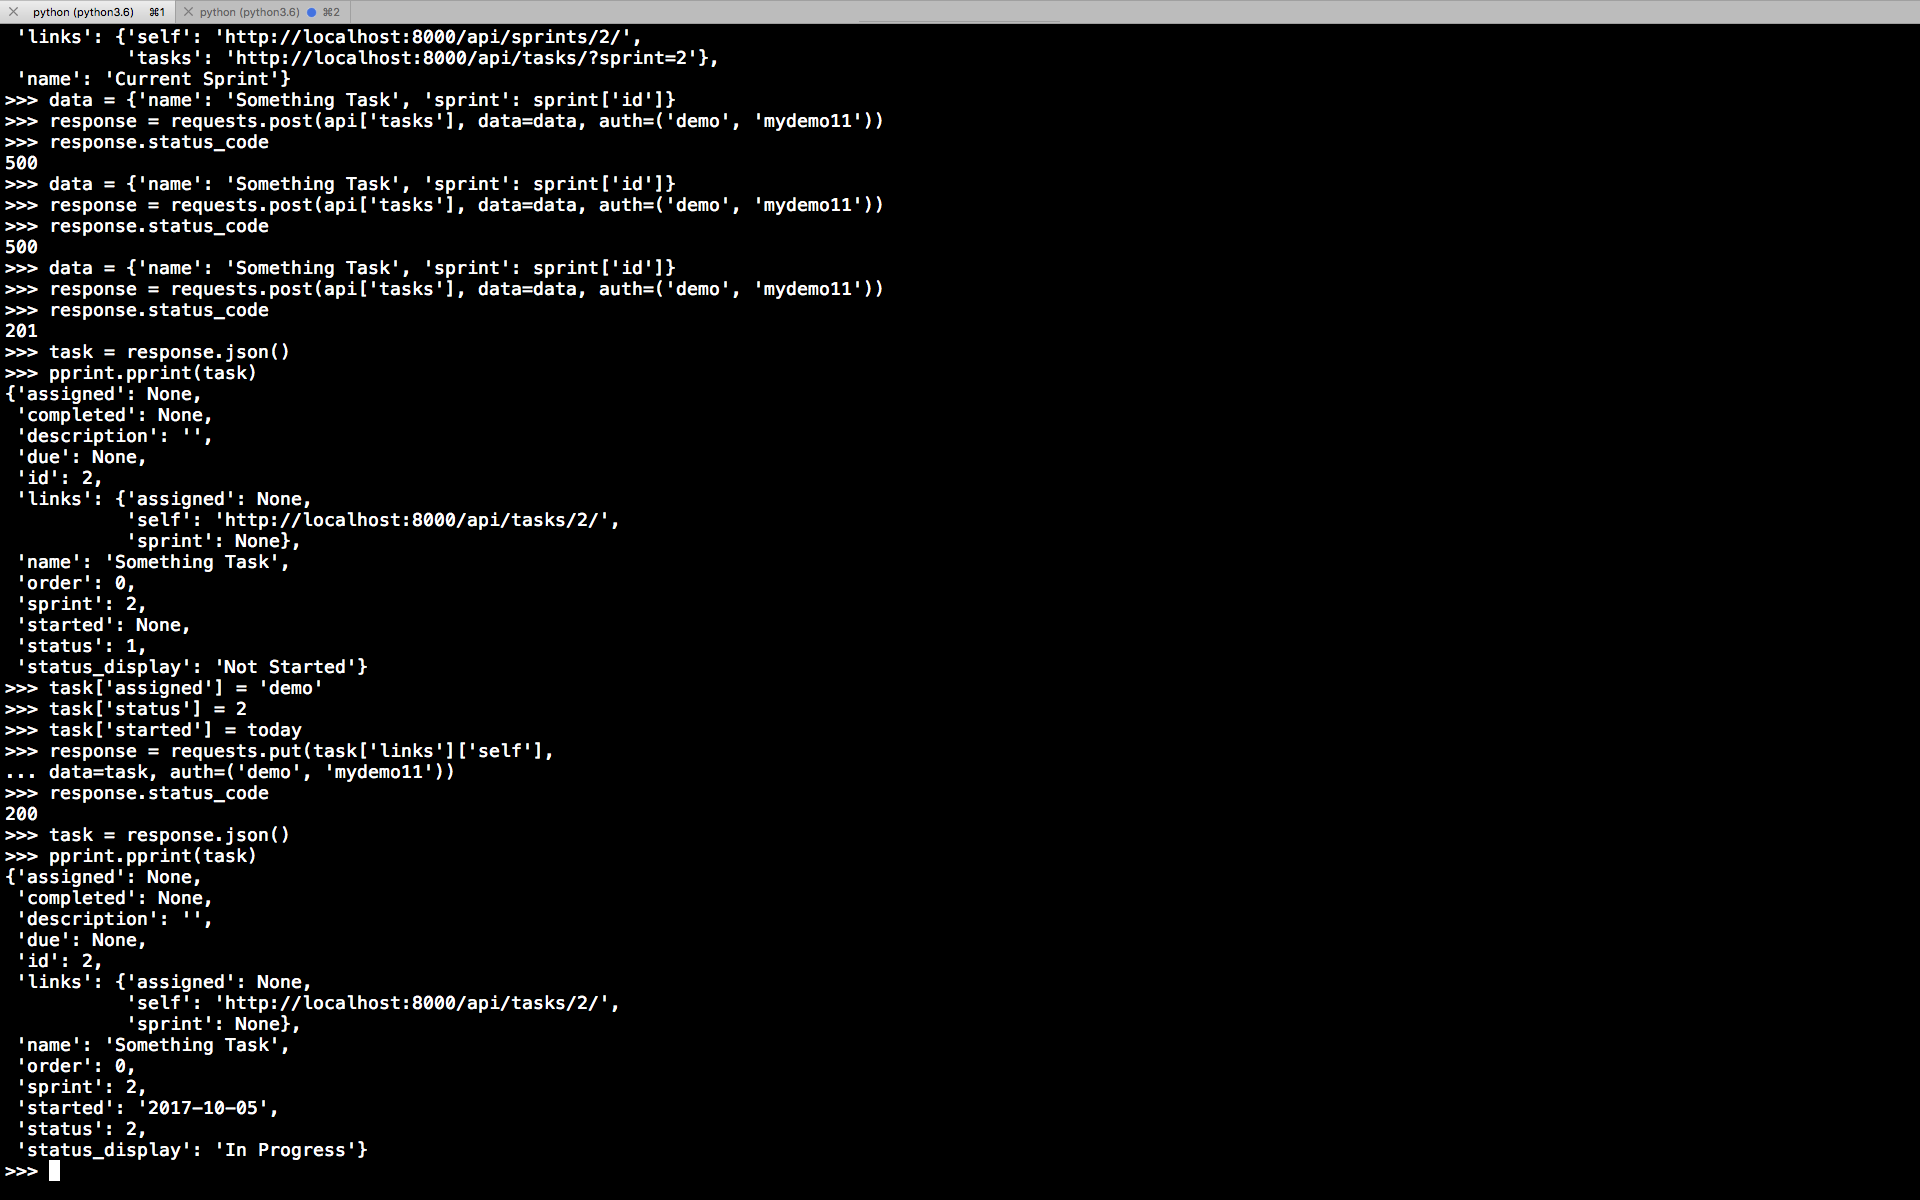 python (python3.6) ⌘1 python (python3.6) ⌘2
 'links': {'self': 'http://localhost:8000/api/sprints/2/',
           'tasks': 'http://localhost:8000/api/tasks/?sprint=2'},
 'name': 'Current Sprint'}
>>> data = {'name': 'Something Task', 'sprint': sprint['id']}
>>> response = requests.post(api['tasks'], data=data, auth=('demo', 'mydemo11'))
>>> response.status_code
500
>>> data = {'name': 'Something Task', 'sprint': sprint['id']}
>>> response = requests.post(api['tasks'], data=data, auth=('demo', 'mydemo11'))
>>> response.status_code
500
>>> data = {'name': 'Something Task', 'sprint': sprint['id']}
>>> response = requests.post(api['tasks'], data=data, auth=('demo', 'mydemo11'))
>>> response.status_code
201
>>> task = response.json()
>>> pprint.pprint(task)
{'assigned': None,
 'completed': None,
 'description': '',
 'due': None,
 'id': 2,
 'links': {'assigned': None,
           'self': 'http://localhost:8000/api/tasks/2/',
           'sprint': None},
 'name': 'Something Task',
 'order': 0,
 'sprint': 2,
 'started': None,
 'status': 1,
 'status_display': 'Not Started'}
>>> task['assigned'] = 'demo'
>>> task['status'] = 2
>>> task['started'] = today
>>> response = requests.put(task['links']['self'],
... data=task, auth=('demo', 'mydemo11'))
>>> response.status_code
200
>>> task = response.json()
>>> pprint.pprint(task)
{'assigned': None,
 'completed': None,
 'description': '',
 'due': None,
 'id': 2,
 'links': {'assigned': None,
           'self': 'http://localhost:8000/api/tasks/2/',
           'sprint': None},
 'name': 'Something Task',
 'order': 0,
 'sprint': 2,
 'started': '2017-10-05',
 'status': 2,
 'status_display': 'In Progress'}
>>>